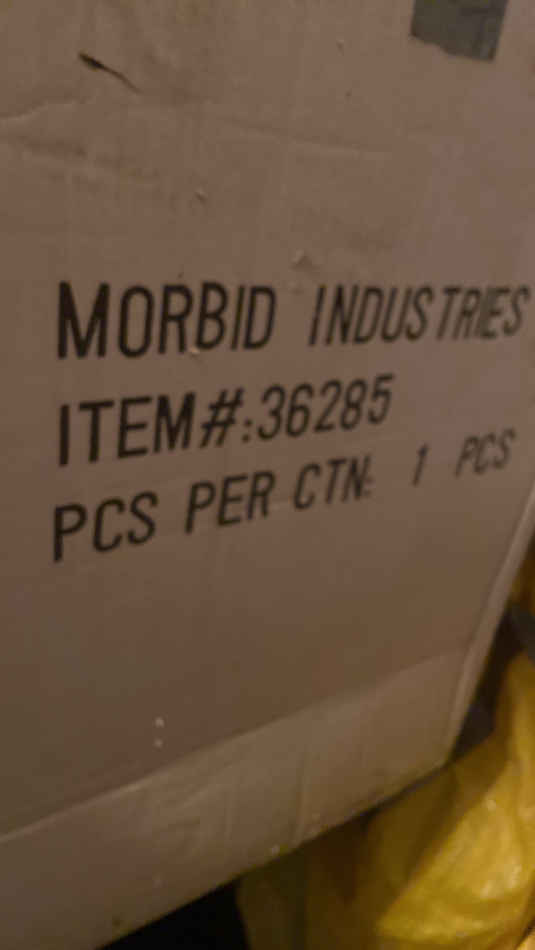 MORBID INDUSTRIES
ITEM#:36285
PCS PER CTN: 1 PCS